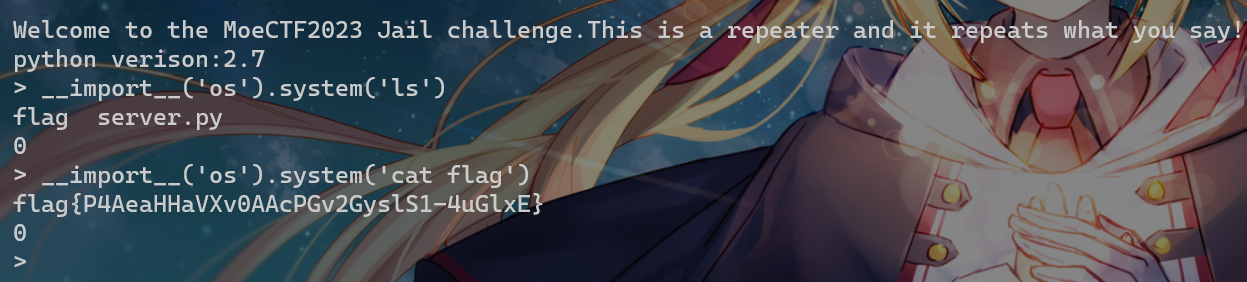 Welcome to the MoeCTF2023 Jail challenge.This is a repeater and it repeats what you say!
python verison:2.7
> __import__('os').system('ls')
flag  server.py
0
> __import__('os').system('cat flag')
flag{P4AeaHHaVXv0AAcPGv2GyslS1-4uGlxE}
0
>